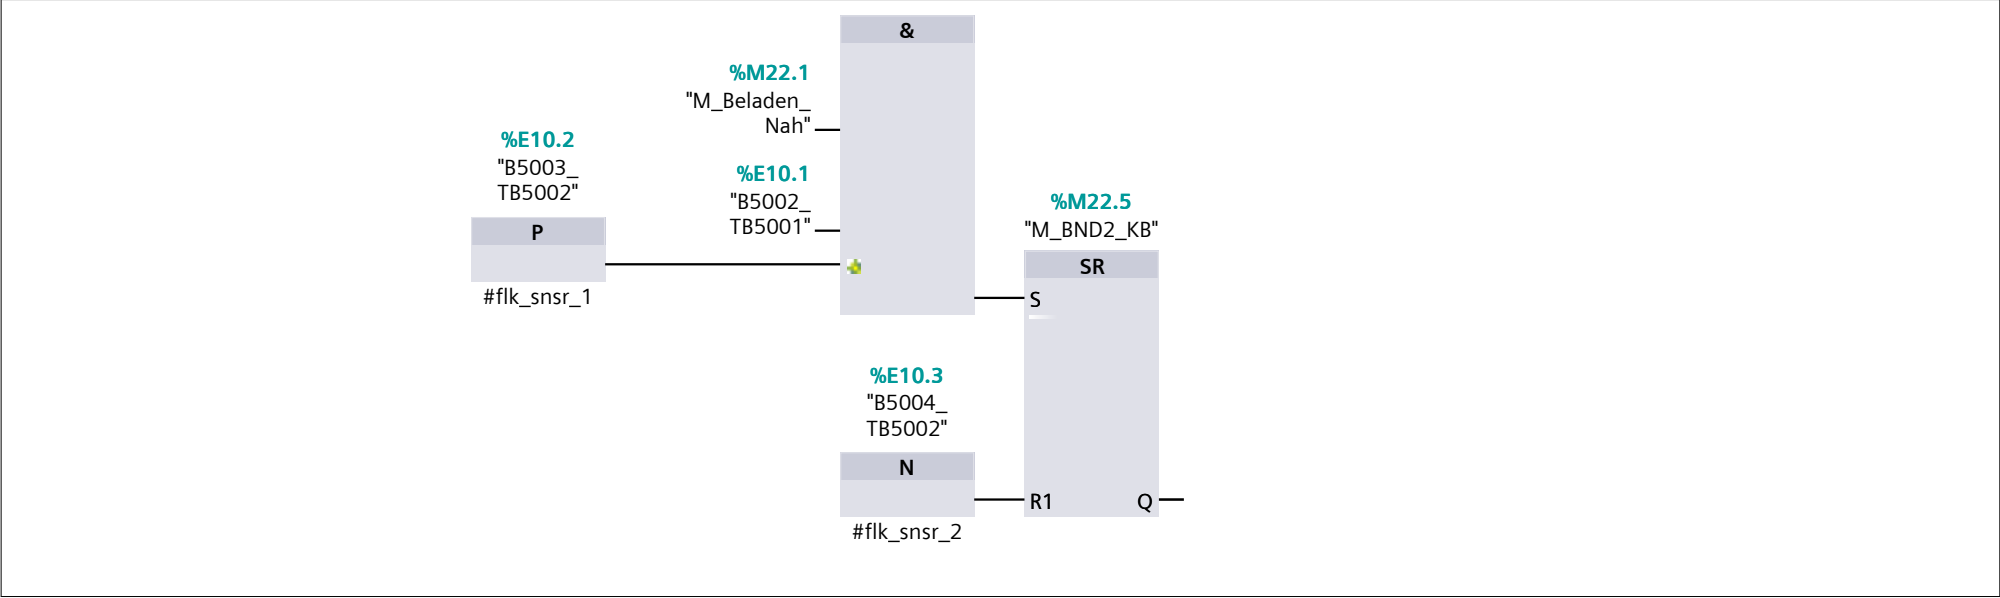 &
%M22.1
"M_Beladen_
Nah"
%E10.2
"B5003_
TB5002"
P
#flk_snsr_1
%E10.1
"B5002_
TB5001"
%M22.5
"M_BND2_KB"
SR
S
%E10.3
"B5004_
TB5002"
N
#flk_snsr_2
R1
Q